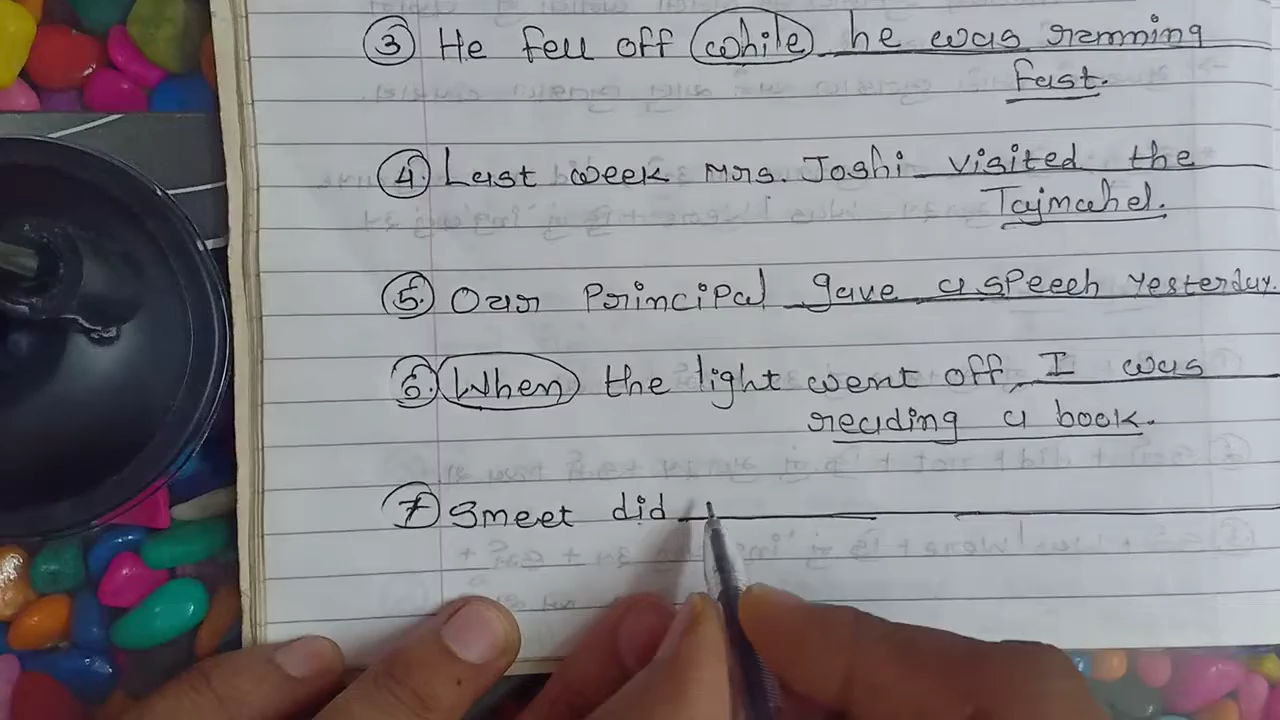 ③ He fell off while he was running
fast.
④ Last week Mrs. Joshi visited the
Tajmahel.
⑤ Our Principal gave a speech yesterday.
⑥ When the light went off, I was
reading a book.
⑦ Smeet did